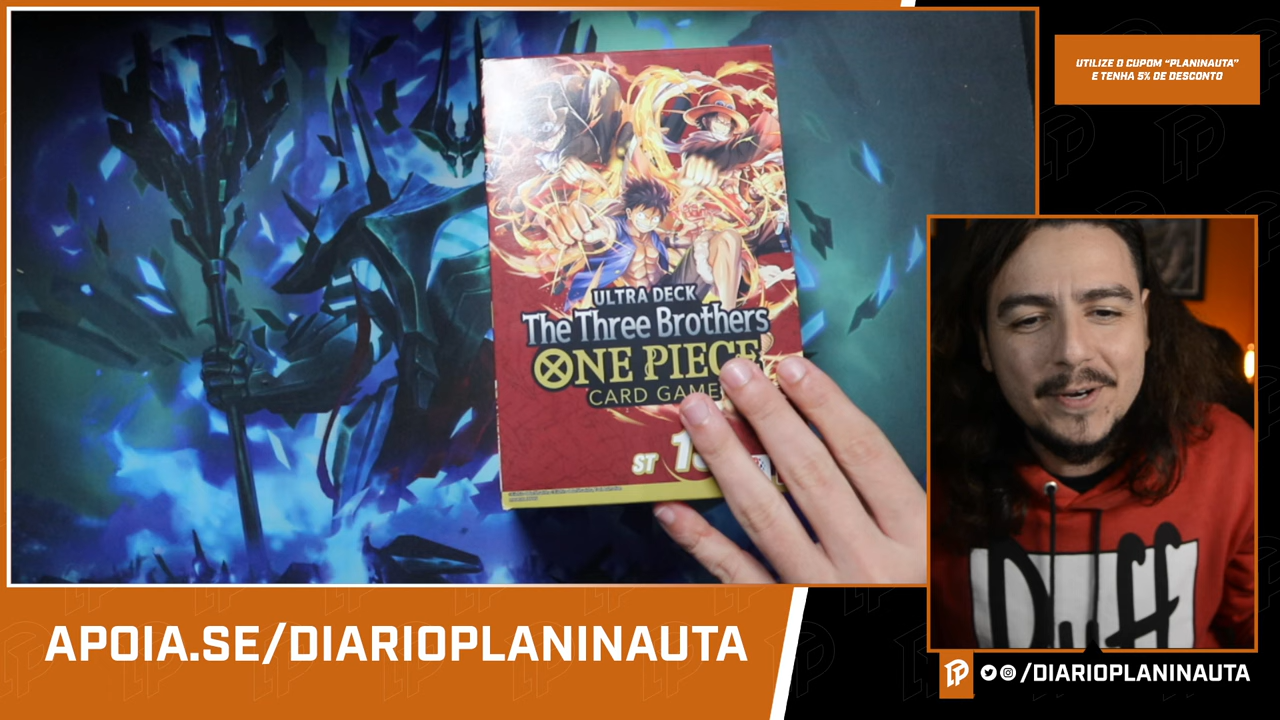 UTILIZE O CUPOM “PLANINAUTA”
E TENHA 5% DE DESCONTO
ULTRA DECK
The Three Brothers
ONE PIECE
CARD GAME
ST
Duff
APOIA.SE/DIARIOPLANINAUTA
/DIARIOPLANINAUTA